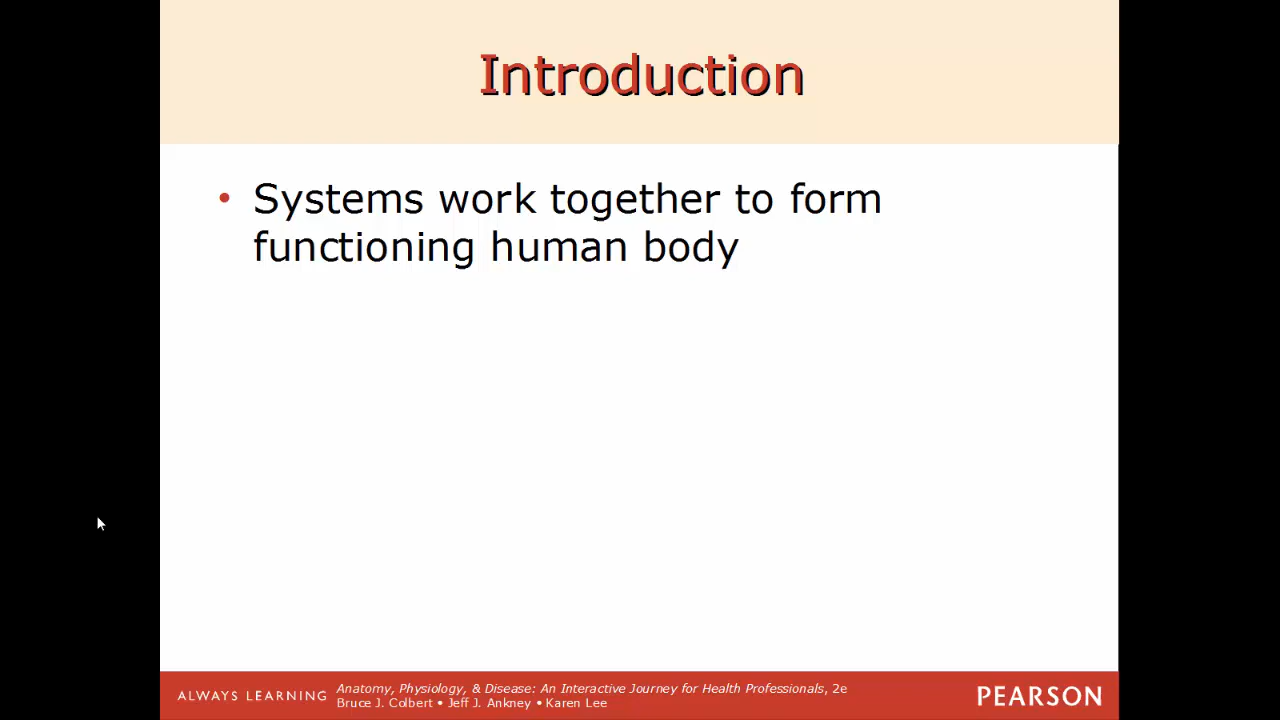 Introduction
• Systems work together to form
functioning human body
ALWAYS LEARNING
Anatomy, Physiology, & Disease: An Interactive Journey for Health Professionals, 2e
Bruce J. Colbert • Jeff J. Ankney • Karen Lee
PEARSON